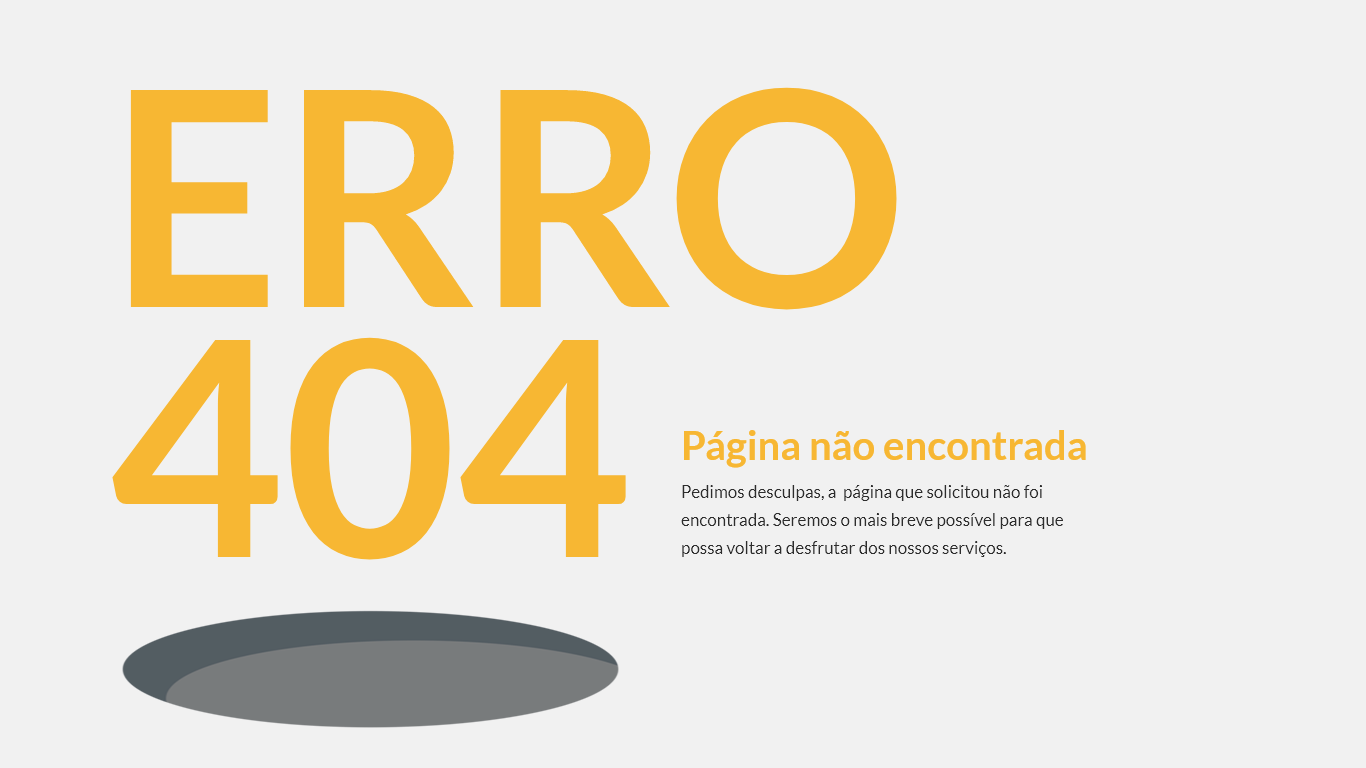 ERRO
404
Página não encontrada
Pedimos desculpas, a  página que solicitou não foi
encontrada. Seremos o mais breve possível para que
possa voltar a desfrutar dos nossos serviços.